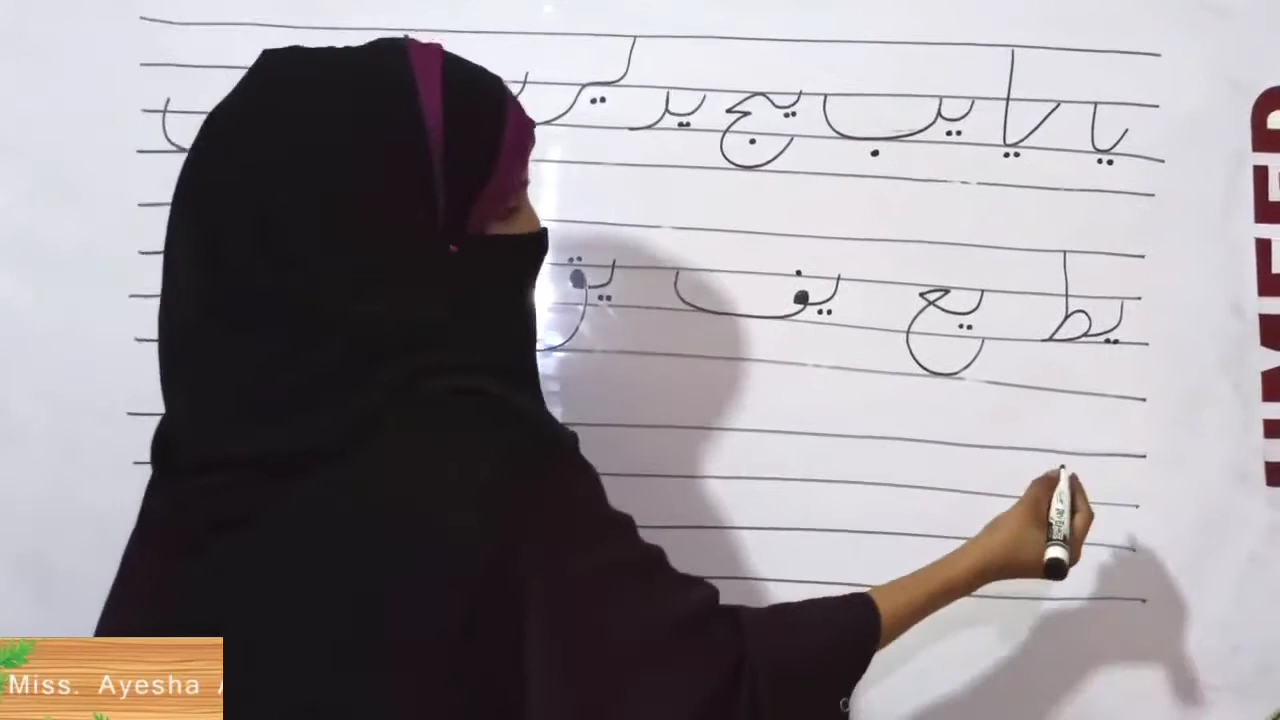 یا یا یب یج ید یر
یط یع یف یق
Miss. Ayesha